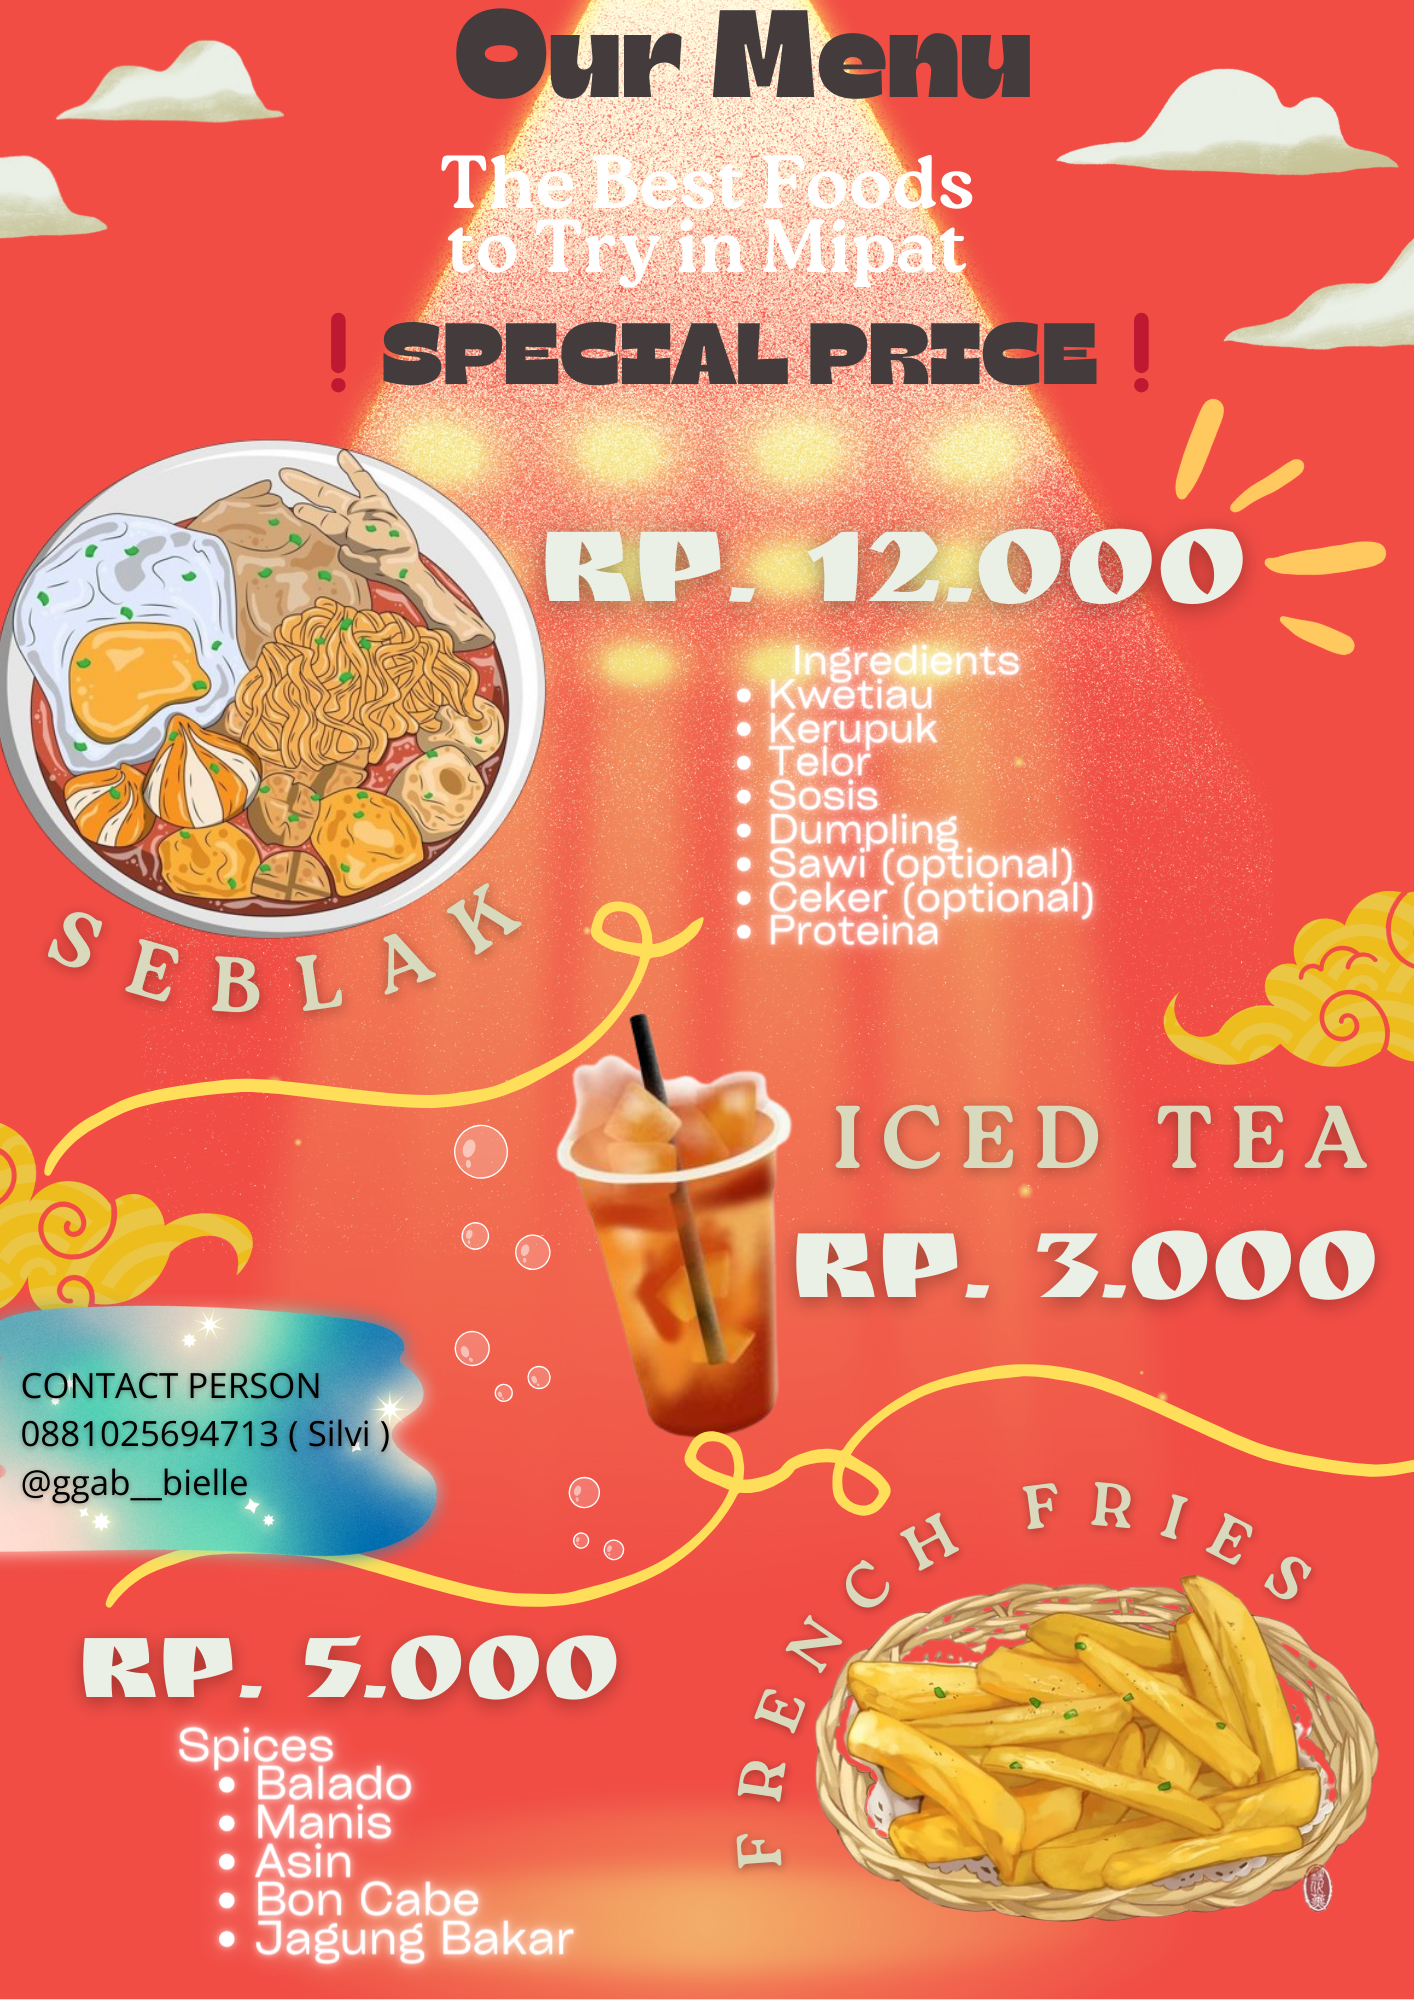 Our Menu
The Best Foods
to Try in Mipat
❗SPECIAL PRICE❗
RP. 12.000
Ingredients
• Kwetiau
• Kerupuk
• Telor
• Sosis
• Dumpling
• Sawi (optional)
• Ceker (optional)
• Proteina
SEBLAK
ICED TEA
RP. 3.000
CONTACT PERSON
0881025694713 ( Silvi )
@ggab__bielle
FRENCH FRIES
RP. 5.000
Spices
• Balado
• Manis
• Asin
• Bon Cabe
• Jagung Bakar